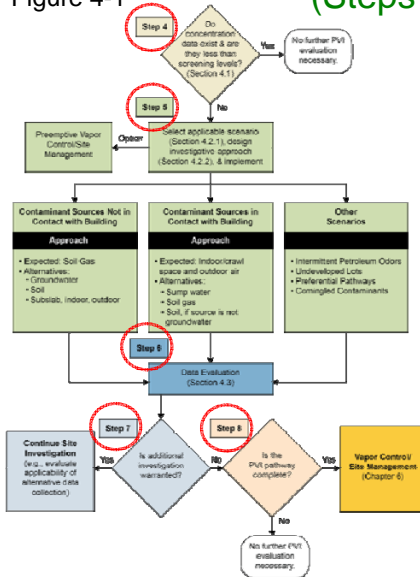 Figure 4-1
(Steps
Step 4
Do
concentration
data exist & are
they less than
screening levels?
(Section 4.1)
Yes
No further PVI
evaluation
necessary.
No
Step 5
Preemptive Vapor
Control/Site
Management
Option
Select applicable scenario
(Section 4.2.1), design
investigative approach
(Section 4.2.2), & implement
Contaminant Sources Not in
Contact with Building
Approach
• Expected: Soil Gas
• Alternatives:
• Groundwater
• Soil
• Subslab, indoor, outdoor
Contaminant Sources in
Contact with Building
Approach
• Expected: Indoor/crawl
space and outdoor air
• Alternatives:
• Sump water
• Soil gas
• Soil, if source is not
groundwater
Other
Scenarios
• Intermittent Petroleum Odors
• Undeveloped Lots
• Preferential Pathways
• Comingled Contaminants
Step 6
Data Evaluation
(Section 4.3)
Step 7
Continue Site
Investigation
(e.g., evaluate
applicability of
alternative data
collection)
Yes
Is additional
investigation
warranted?
No
Step 8
Is the
PVI pathway
complete?
Yes
Vapor Control/
Site Management
(Chapter 6)
No
No further PVI
evaluation
necessary.